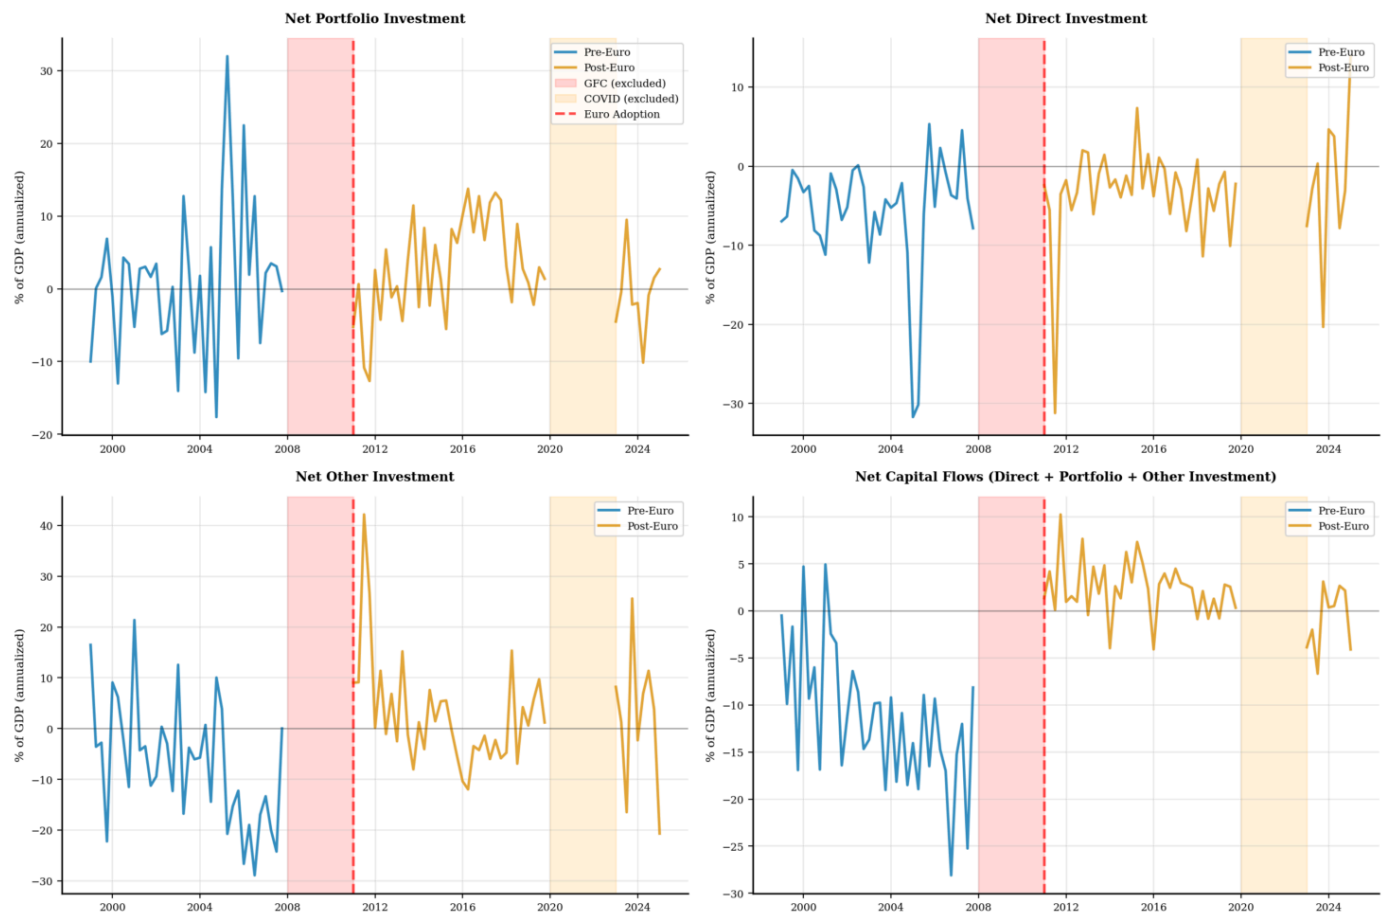 Net Portfolio Investment
% of GDP (annualized)
30
20
10
0
−10
−20
2000 2004 2008 2012 2016 2020 2024
Pre-Euro
Post-Euro
GFC (excluded)
COVID (excluded)
Euro Adoption
Net Direct Investment
% of GDP (annualized)
10
0
−10
−20
−30
2000 2004 2008 2012 2016 2020 2024
Pre-Euro
Post-Euro
Net Other Investment
% of GDP (annualized)
40
30
20
10
0
−10
−20
−30
2000 2004 2008 2012 2016 2020 2024
Pre-Euro
Post-Euro
Net Capital Flows (Direct + Portfolio + Other Investment)
% of GDP (annualized)
10
5
0
−5
−10
−15
−20
−25
−30
2000 2004 2008 2012 2016 2020 2024
Pre-Euro
Post-Euro